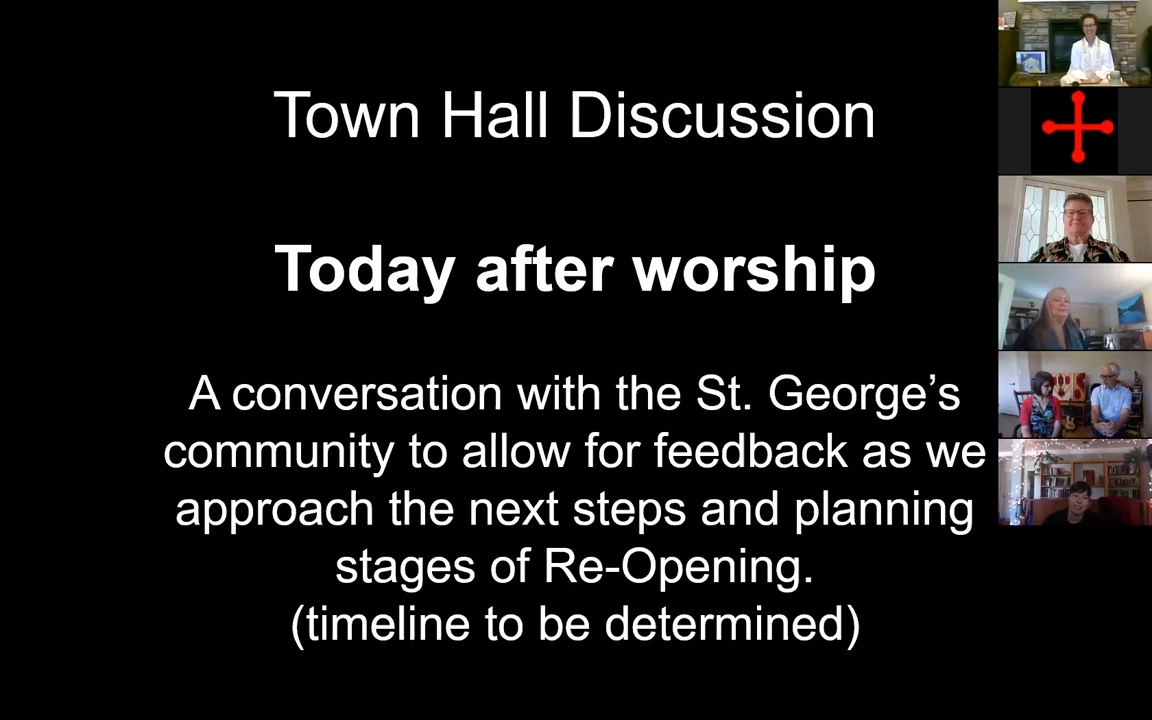 Town Hall Discussion
Today after worship
A conversation with the St. George’s
community to allow for feedback as we
approach the next steps and planning
stages of Re-Opening.
(timeline to be determined)